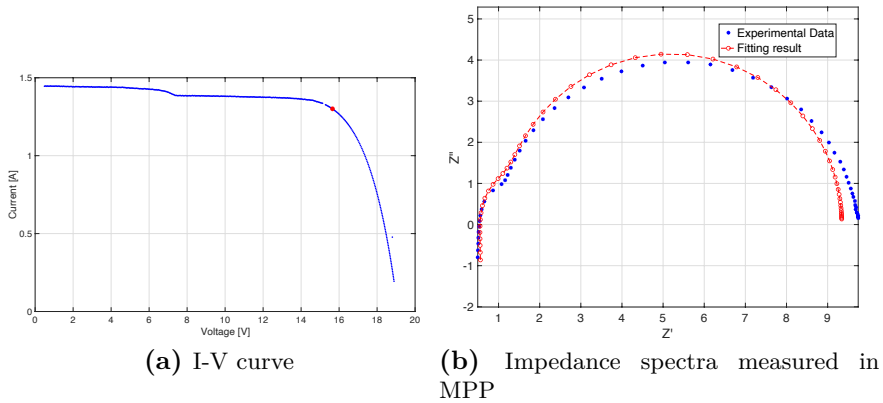 1.5
1
0.5
0
Current [A]
0 2 4 6 8 10 12 14 16 18 20
Voltage [V]
(a) I-V curve
5
4
3
2
1
0
-1
-2
Z''
1 2 3 4 5 6 7 8 9
Z'
Experimental Data
Fitting result
(b) Impedance spectra measured in
MPP